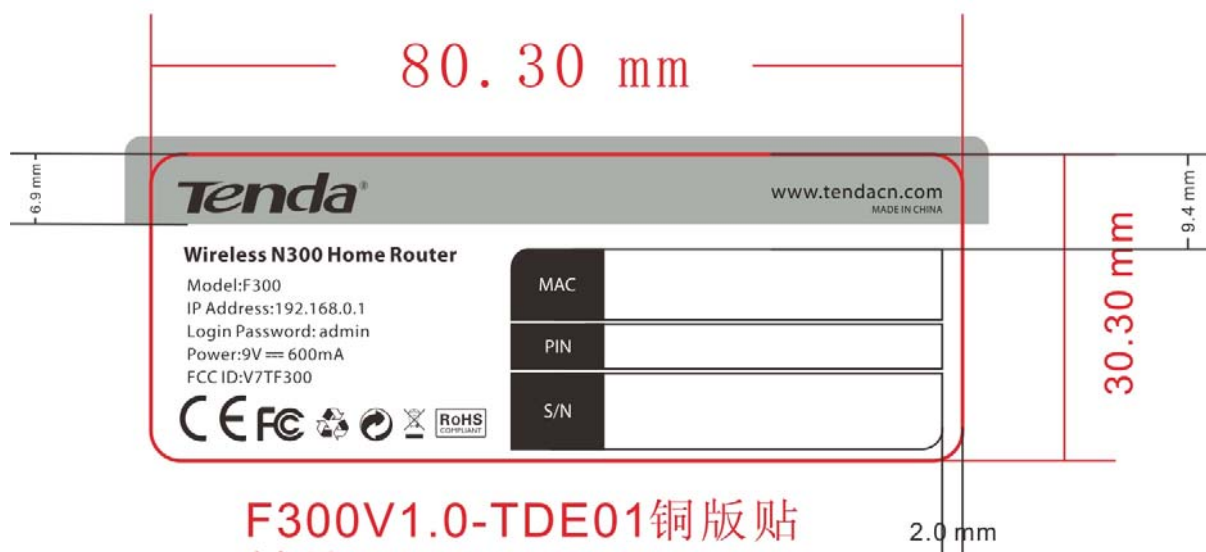 80.30 mm
6.9 mm
Tenda®
www.tendacn.com
MADE IN CHINA
9.4 mm
Wireless N300 Home Router
Model:F300
IP Address:192.168.0.1
Login Password: admin
Power:9V ⎓ 600mA
FCC ID:V7TF300
CE FC RoHS
COMPLIANT
MAC
PIN
S/N
30.30 mm
F300V1.0-TDE01铜版贴
2.0 mm